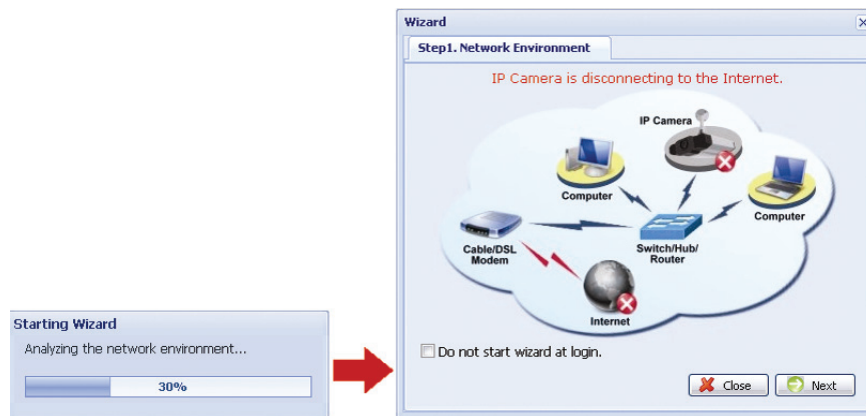 Starting Wizard
Analyzing the network environment...
30%
Wizard
Step1. Network Environment
IP Camera is disconnecting to the Internet.
IP Camera
Computer
Computer
Cable/DSL
Modem
Switch/Hub/
Router
Internet
Do not start wizard at login.
Close
Next